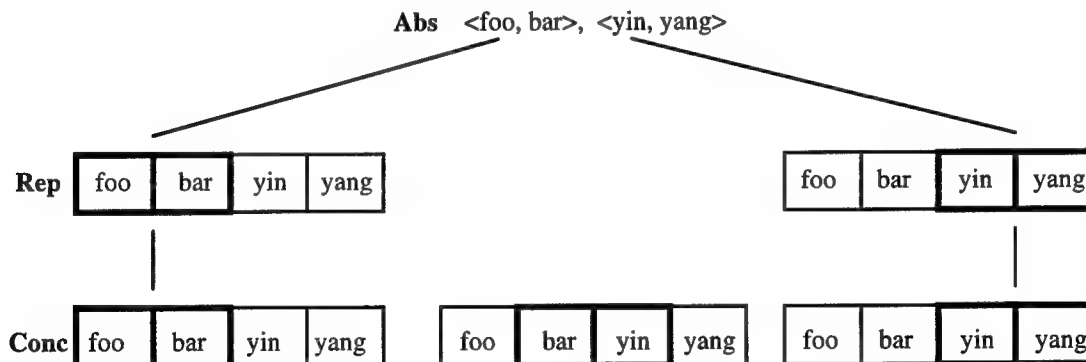 Abs <foo, bar>, <yin, yang>
Rep foo bar yin yang foo bar yin yang
Conc foo bar yin yang foo bar yin yang foo bar yin yang